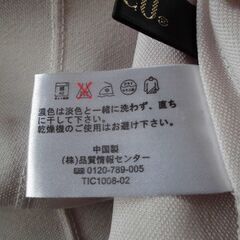 Co.
濃色は淡色と一緒に洗わず、直ち
に干して下さい。
乾燥機のご使用はお避け下さい。
中国製
(株)品質情報センター
☎0120-789-005
TIC1008-02